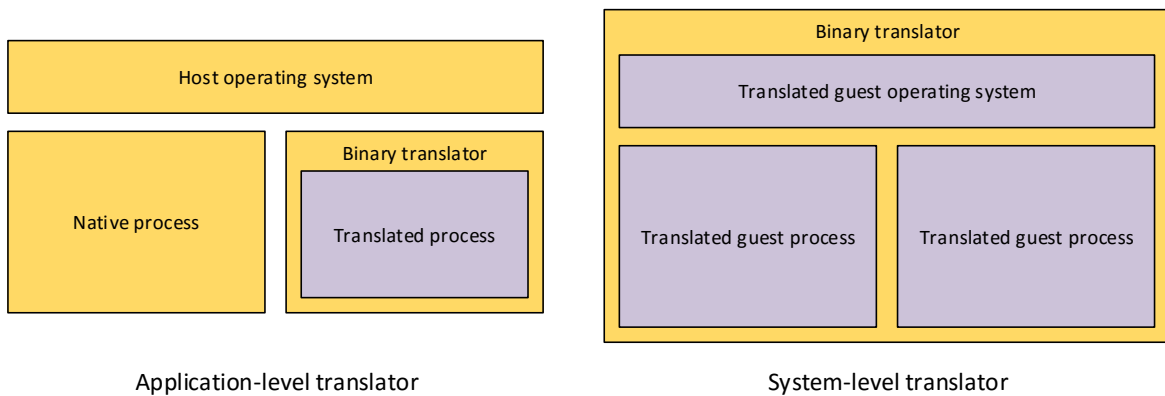 Host operating system
Native process
Binary translator
Translated process
Application-level translator
Binary translator
Translated guest operating system
Translated guest process
Translated guest process
System-level translator